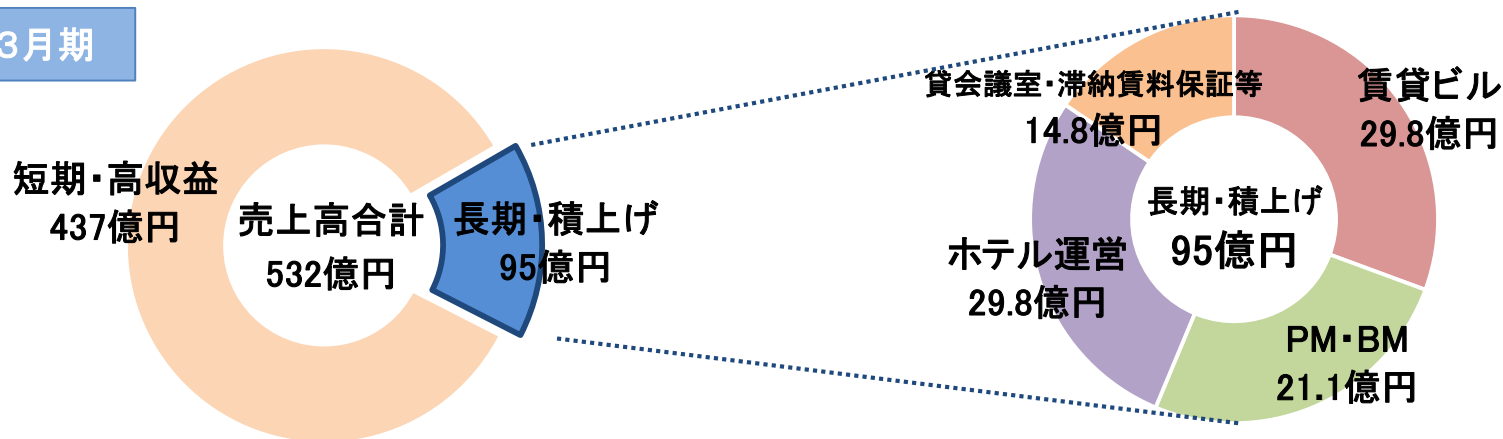 3月期
短期・高収益
437億円
売上高合計
532億円
長期・積上げ
95億円
貸会議室・滞納賃料保証等
14.8億円
賃貸ビル
29.8億円
長期・積上げ
95億円
ホテル運営
29.8億円
PM・BM
21.1億円